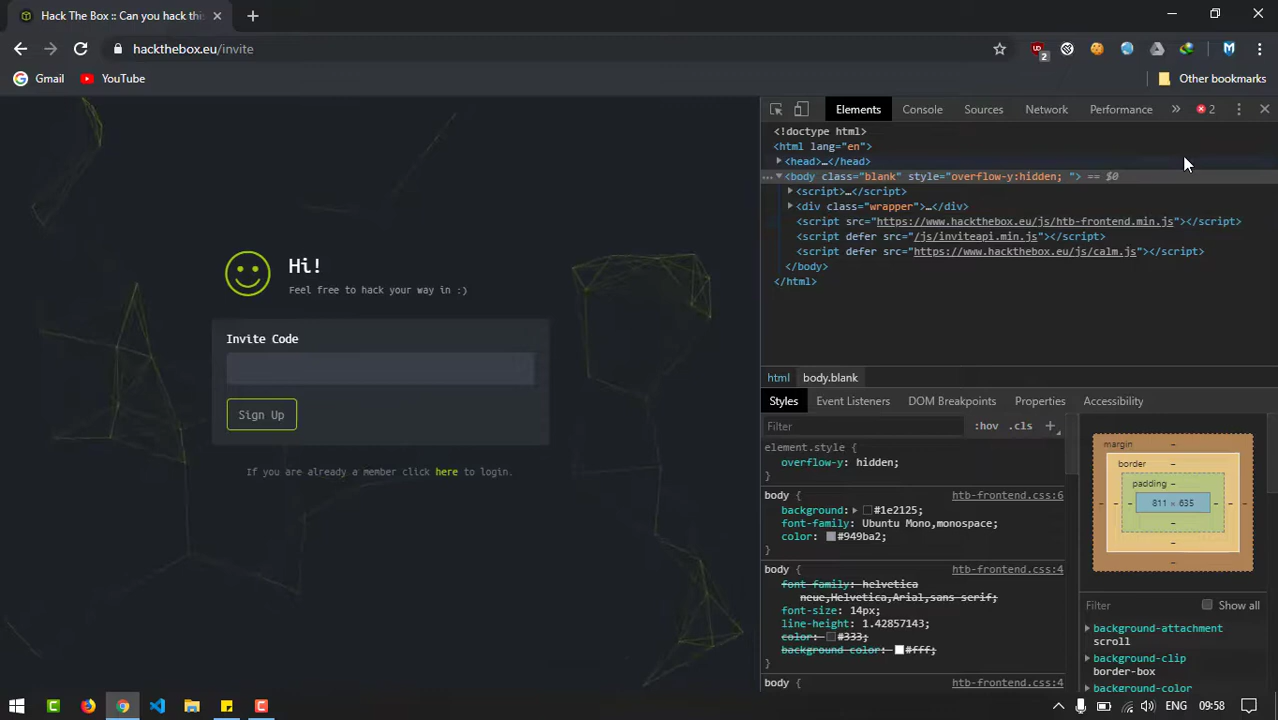 Hack The Box :: Can you hack thi
hackthebox.eu/invite
2
Gmail
YouTube
Other bookmarks
Elements
Console
Sources
Network
Performance
»
2
<!doctype html>
<html lang="en">
<head>…</head>
<body class="blank" style="overflow-y:hidden; "> == $0
<script>…</script>
<div class="wrapper">…</div>
<script src="https://www.hackthebox.eu/js/htb-frontend.min.js"></script>
<script defer src="/js/inviteapi.min.js"></script>
<script defer src="https://www.hackthebox.eu/js/calm.js"></script>
</body>
</html>
Hi!
Feel free to hack your way in :)
Invite Code
Sign Up
If you are already a member click here to login.
html
body.blank
Styles
Event Listeners
DOM Breakpoints
Properties
Accessibility
Filter
:hov
.cls
+
element.style {
overflow-y: hidden;
}
body {
htb-frontend.css:6
background: #1e2125;
font-family: Ubuntu Mono,monospace;
color: #949ba2;
}
body {
htb-frontend.css:4
font-family: helvetica
neue,Helvetica,Arial,sans-serif;
font-size: 14px;
line-height: 1.42857143;
color: #333;
background-color: #fff;
}
body {
htb-frontend.css:4
margin
–
border
–
padding –
811 × 635
Filter
Show all
background-attachment
scroll
background-clip
border-box
background-color
ENG
09:58